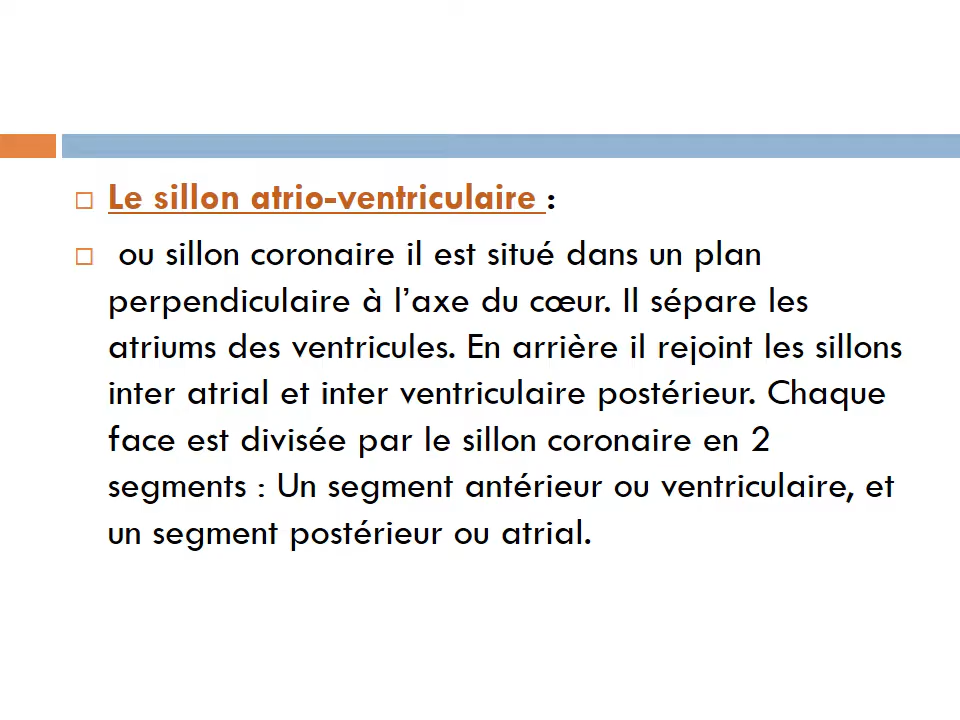 Le sillon atrio-ventriculaire :
ou sillon coronaire il est situé dans un plan
perpendiculaire à l’axe du cœur. Il sépare les
atriums des ventricules. En arrière il rejoint les sillons
inter atrial et inter ventriculaire postérieur. Chaque
face est divisée par le sillon coronaire en 2
segments : Un segment antérieur ou ventriculaire, et
un segment postérieur ou atrial.